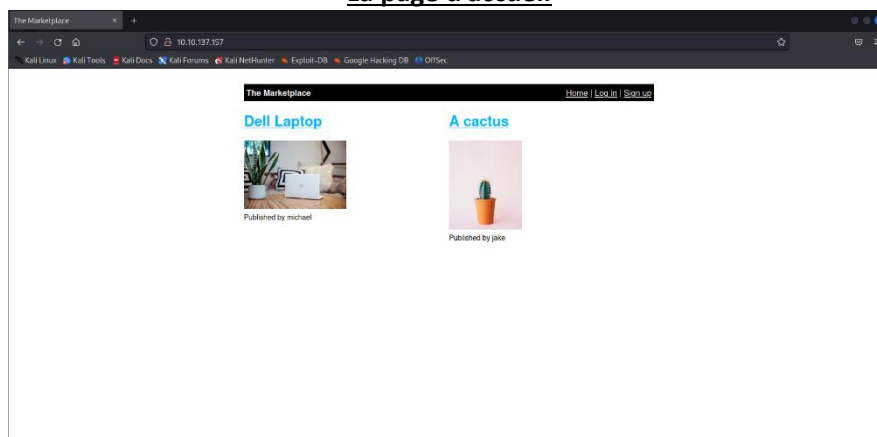 La page d'accueil
The Marketplace
10.10.137.157
Kali Linux Kali Tools Kali Docs Kali Forums Kali NetHunter Exploit-DB Google Hacking DB OffSec
The Marketplace Home | Log in | Sign up
Dell Laptop A cactus
Published by michael
Published by jake